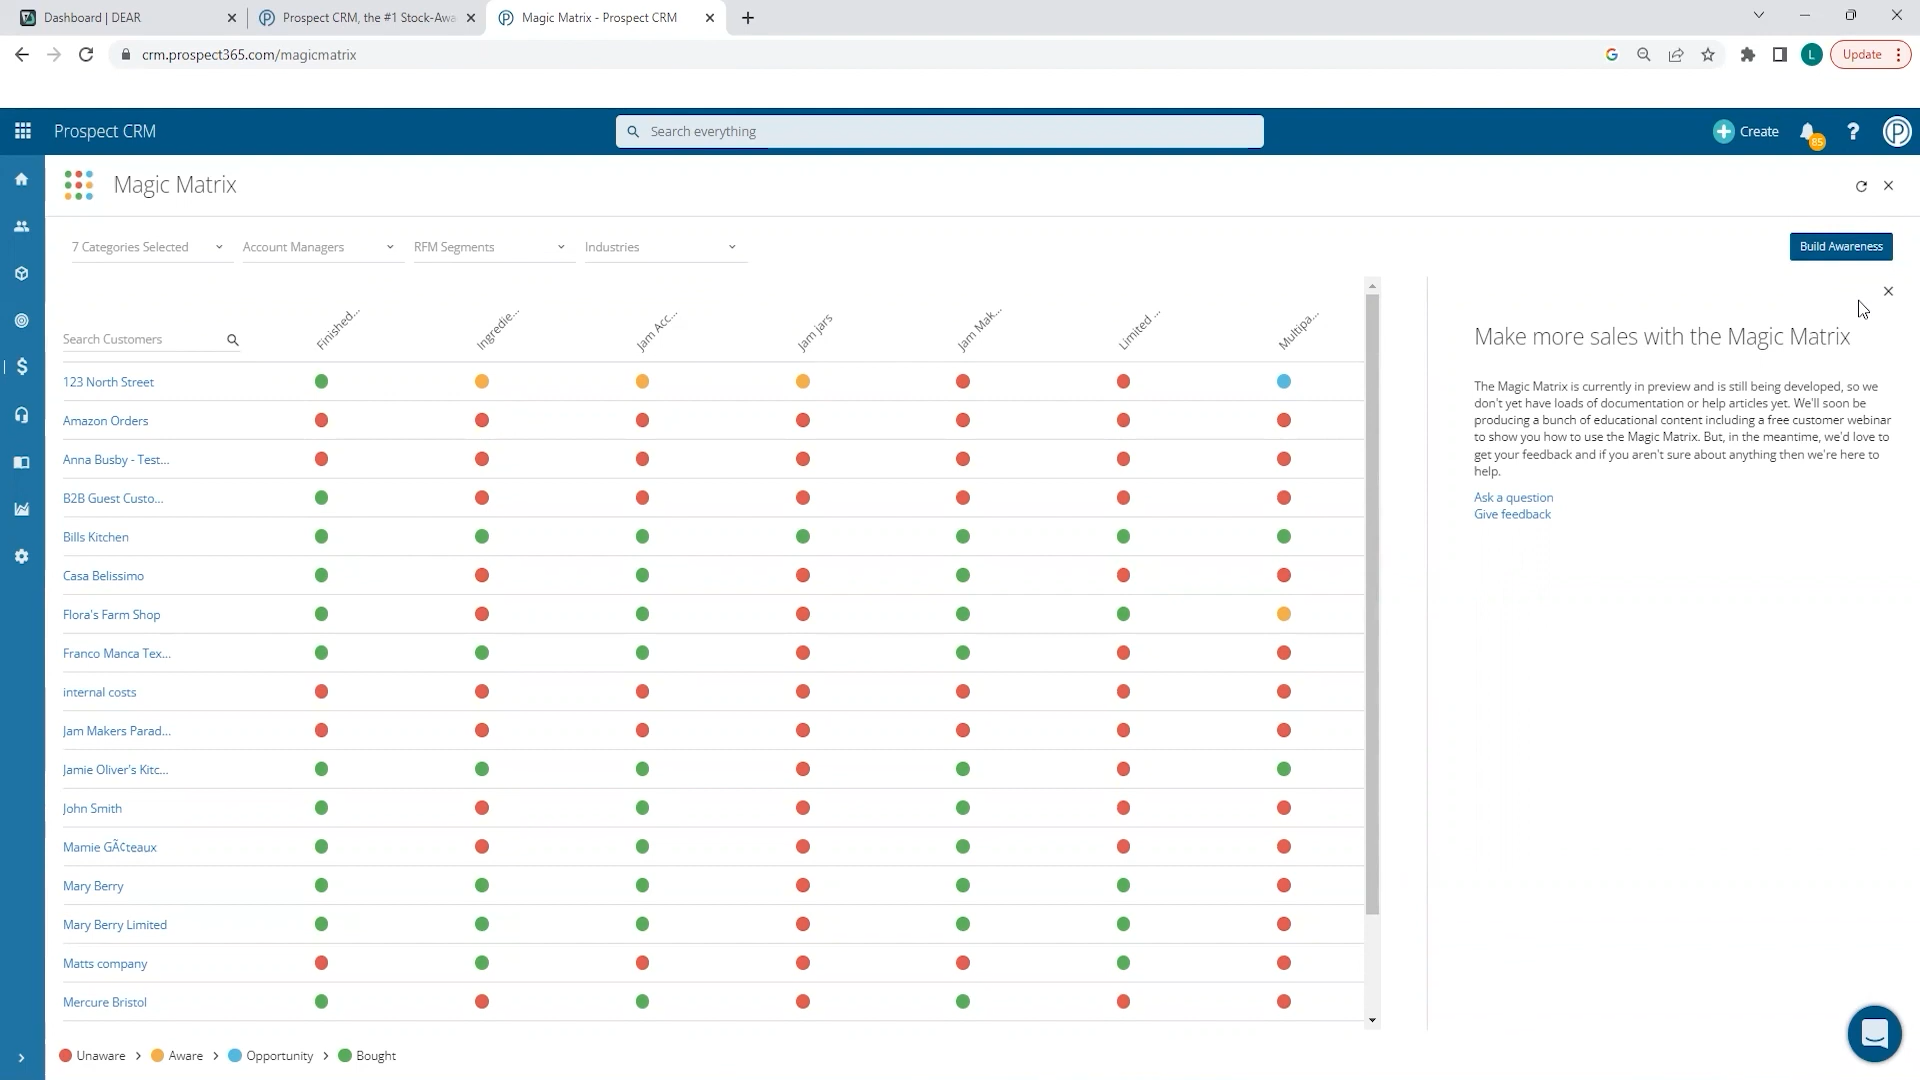 Dashboard | DEAR
Prospect CRM, the #1 Stock-Awa
Magic Matrix - Prospect CRM
crm.prospect365.com/magicmatrix
G
L
Update
Prospect CRM
Search everything
Create
85
?
P
Magic Matrix
7 Categories Selected
Account Managers
RFM Segments
Industries
Build Awareness
Search Customers
Finished...
Ingredie...
Jam Acc...
Jam jars
Jam Mak...
Limited ...
Multipa...
123 North Street
Amazon Orders
Anna Busby - Test...
B2B Guest Custo...
Bills Kitchen
Casa Belissimo
Flora's Farm Shop
Franco Manca Tex...
internal costs
Jam Makers Parad...
Jamie Oliver's Kitc...
John Smith
Mamie GÃ¢teaux
Mary Berry
Mary Berry Limited
Matts company
Mercure Bristol
Unaware > Aware > Opportunity > Bought
Make more sales with the Magic Matrix
The Magic Matrix is currently in preview and is still being developed, so we
don't yet have loads of documentation or help articles yet. We'll soon be
producing a bunch of educational content including a free customer webinar
to show you how to use the Magic Matrix. But, in the meantime, we'd love to
get your feedback and if you aren't sure about anything then we're here to
help.
Ask a question
Give feedback